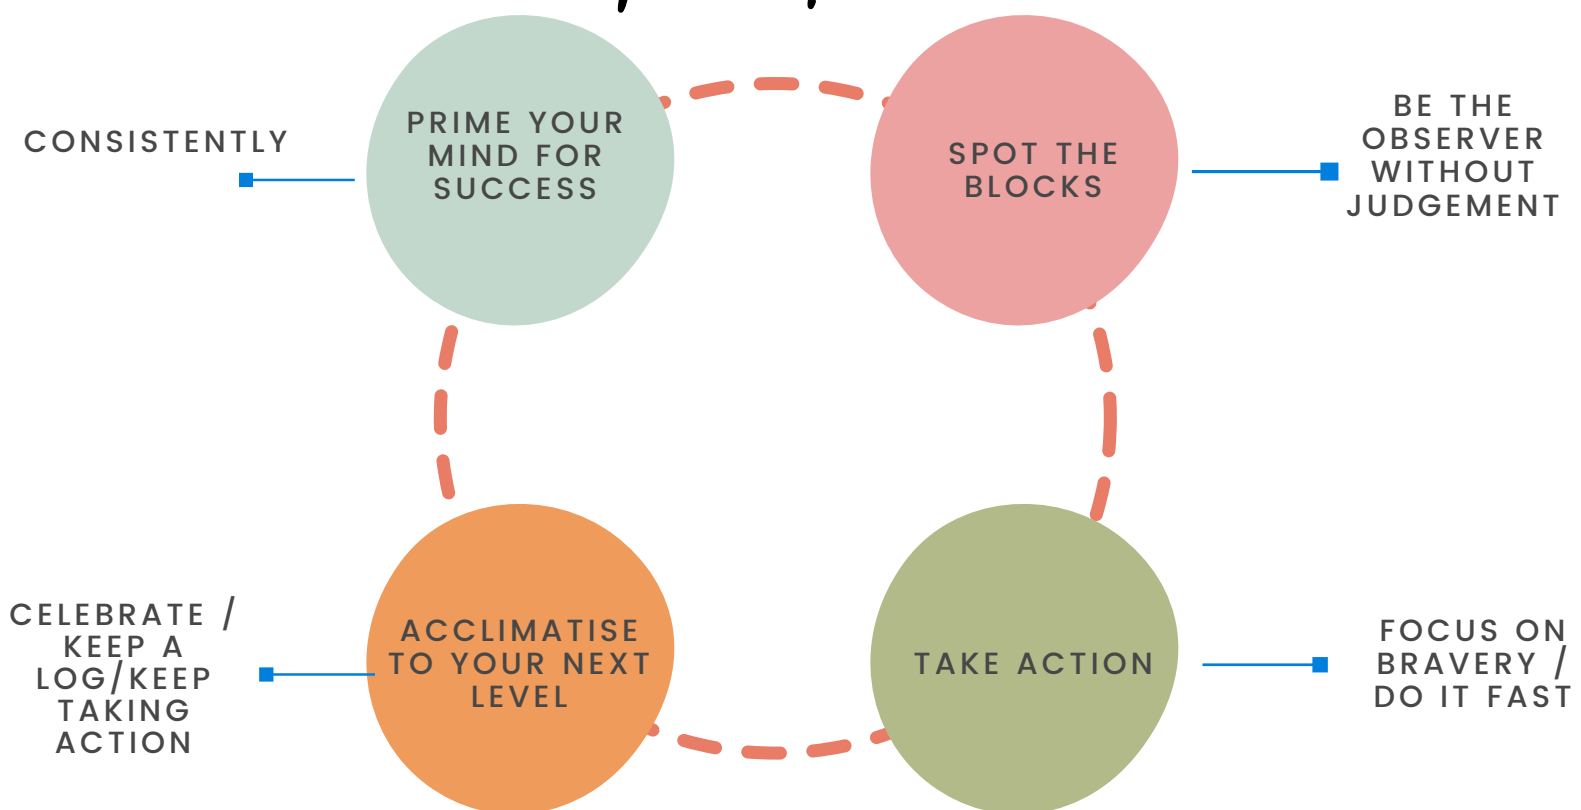 CONSISTENTLY
PRIME YOUR
MIND FOR
SUCCESS
SPOT THE
BLOCKS
BE THE
OBSERVER
WITHOUT
JUDGEMENT
CELEBRATE /
KEEP A
LOG/KEEP
TAKING
ACTION
ACCLIMATISE
TO YOUR NEXT
LEVEL
TAKE ACTION
FOCUS ON
BRAVERY /
DO IT FAST